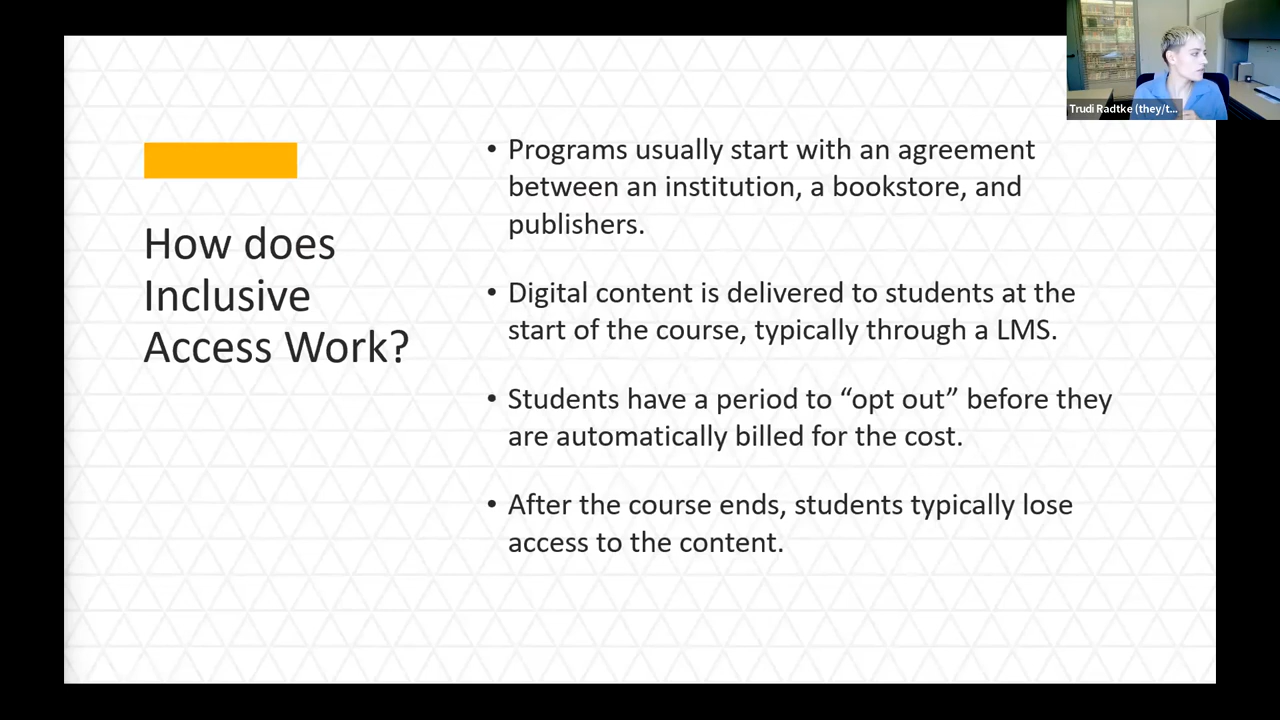 How does
Inclusive
Access Work?
• Programs usually start with an agreement
between an institution, a bookstore, and
publishers.
• Digital content is delivered to students at the
start of the course, typically through a LMS.
• Students have a period to “opt out” before they
are automatically billed for the cost.
• After the course ends, students typically lose
access to the content.
Trudi Radtke (they/t...